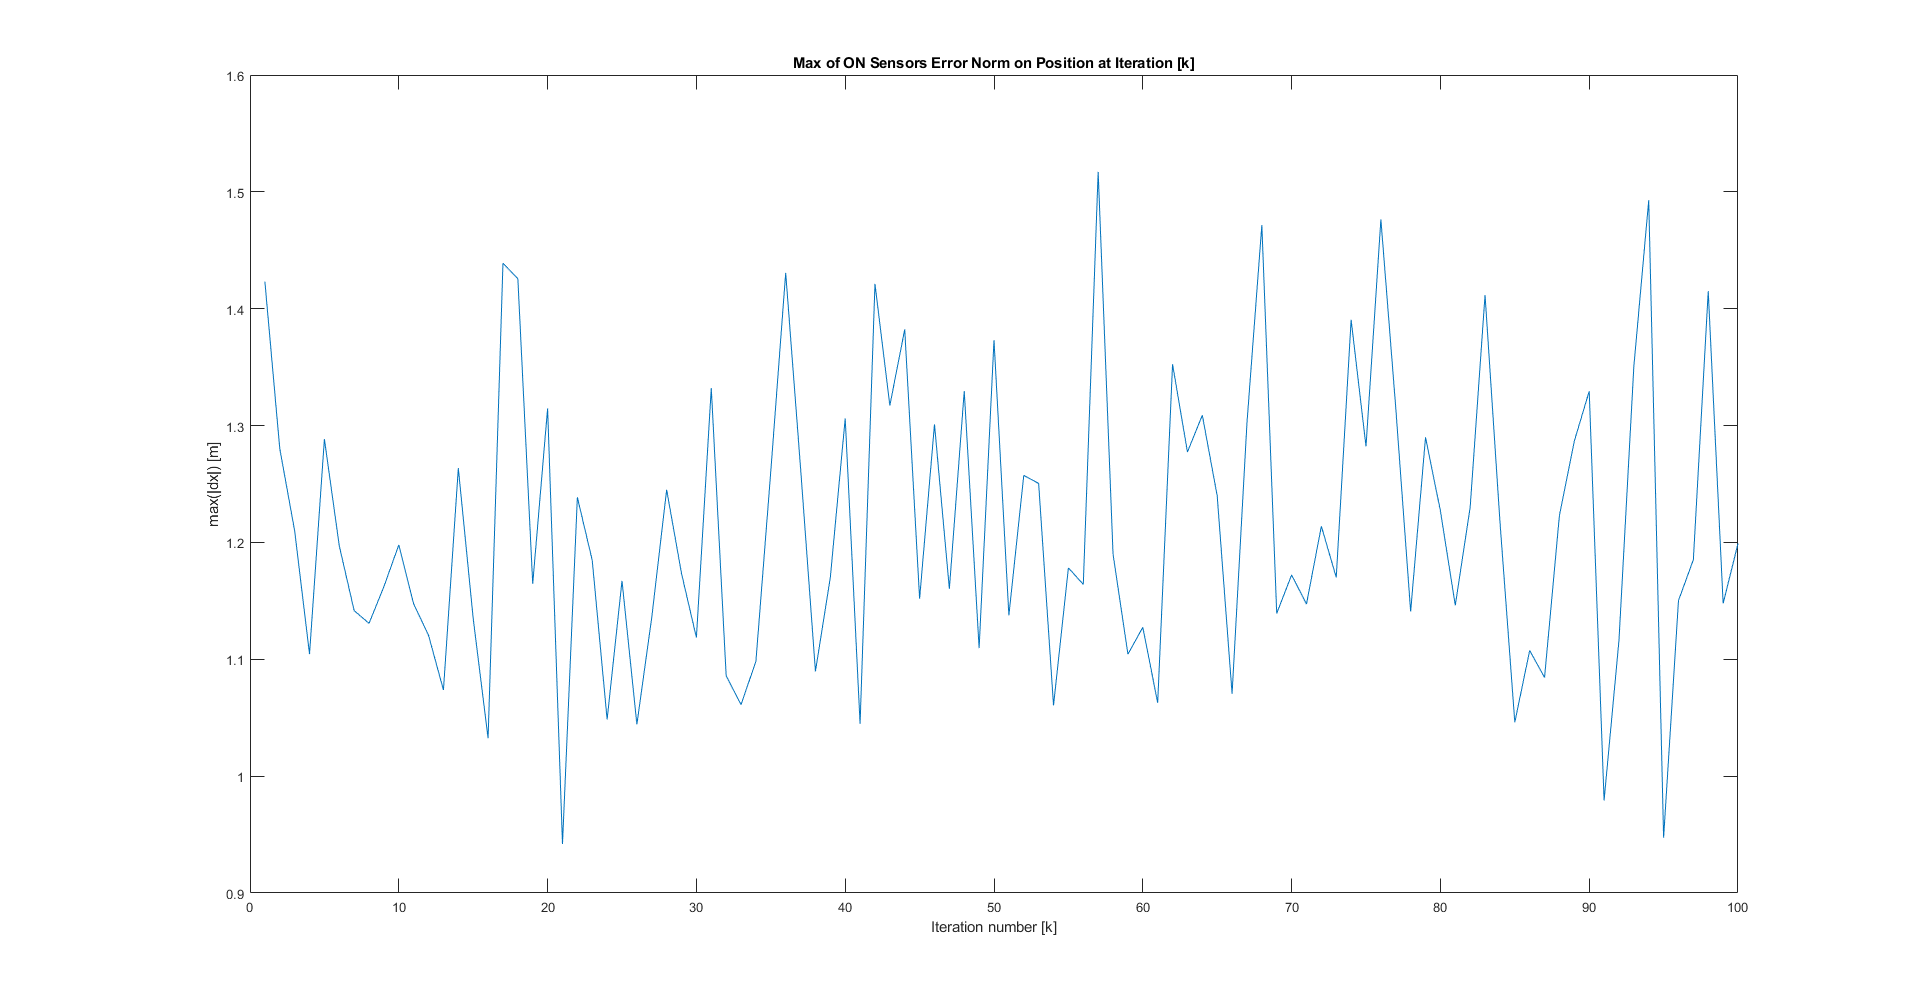 Max of ON Sensors Error Norm on Position at Iteration [k]
1.6
1.5
1.4
1.3
1.2
1.1
1
0.9
max(|dx|) [m]
0 10 20 30 40 50 60 70 80 90 100
Iteration number [k]